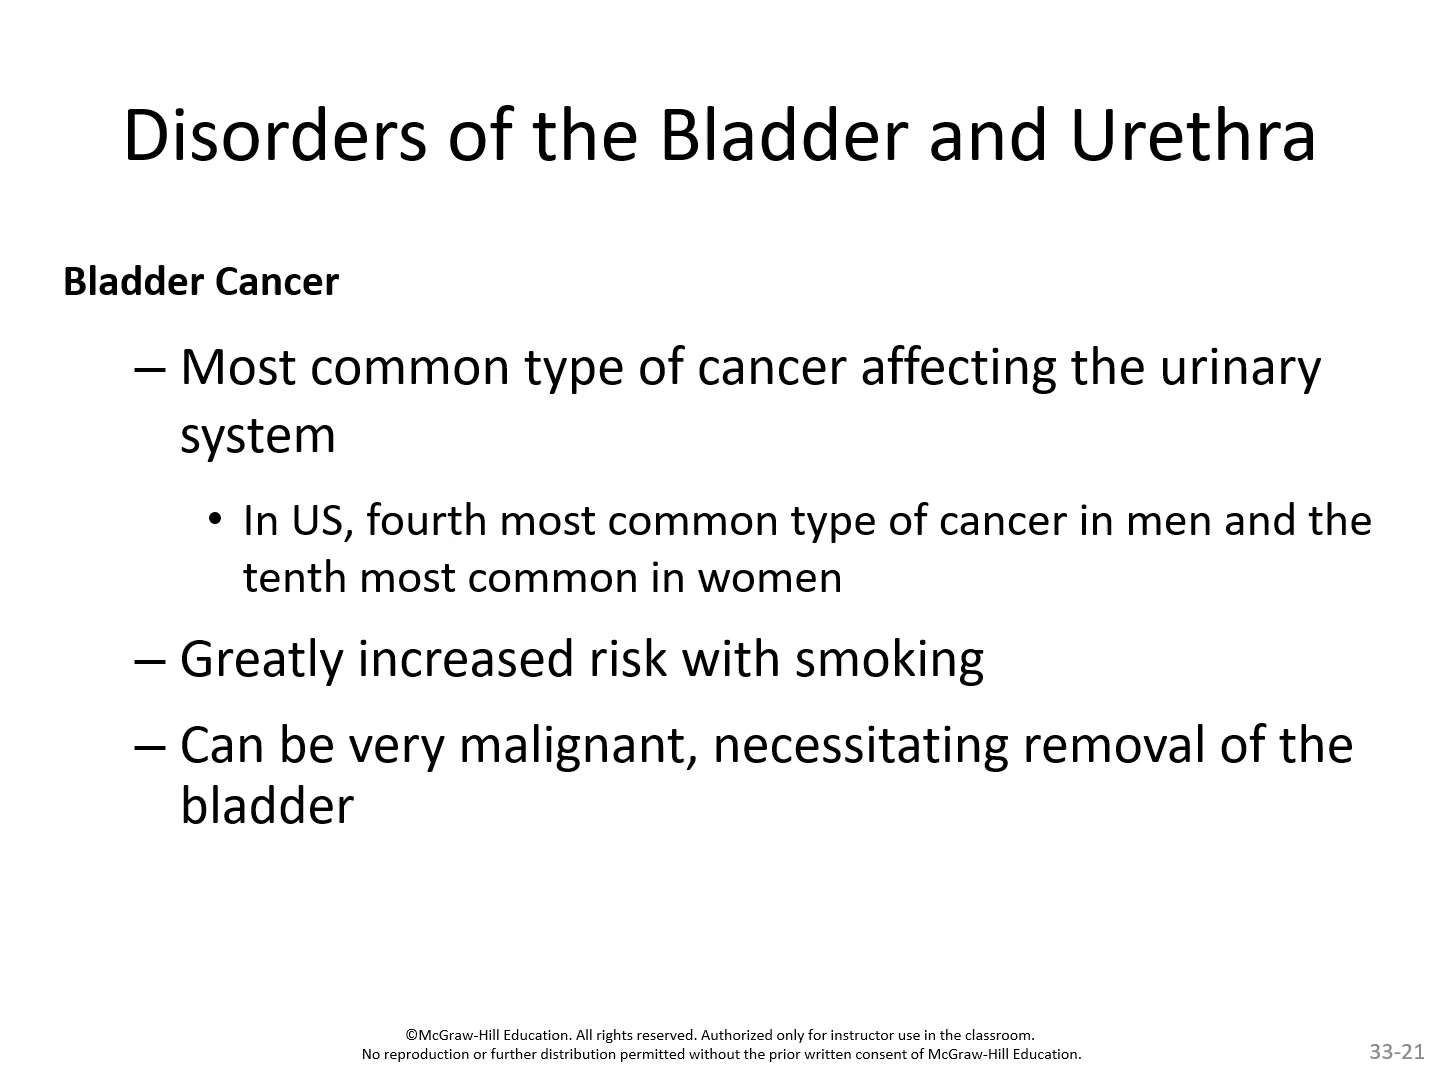 Disorders of the Bladder and Urethra
Bladder Cancer
– Most common type of cancer affecting the urinary
system
• In US, fourth most common type of cancer in men and the
tenth most common in women
– Greatly increased risk with smoking
– Can be very malignant, necessitating removal of the
bladder
©McGraw-Hill Education. All rights reserved. Authorized only for instructor use in the classroom.
No reproduction or further distribution permitted without the prior written consent of McGraw-Hill Education.
33-21